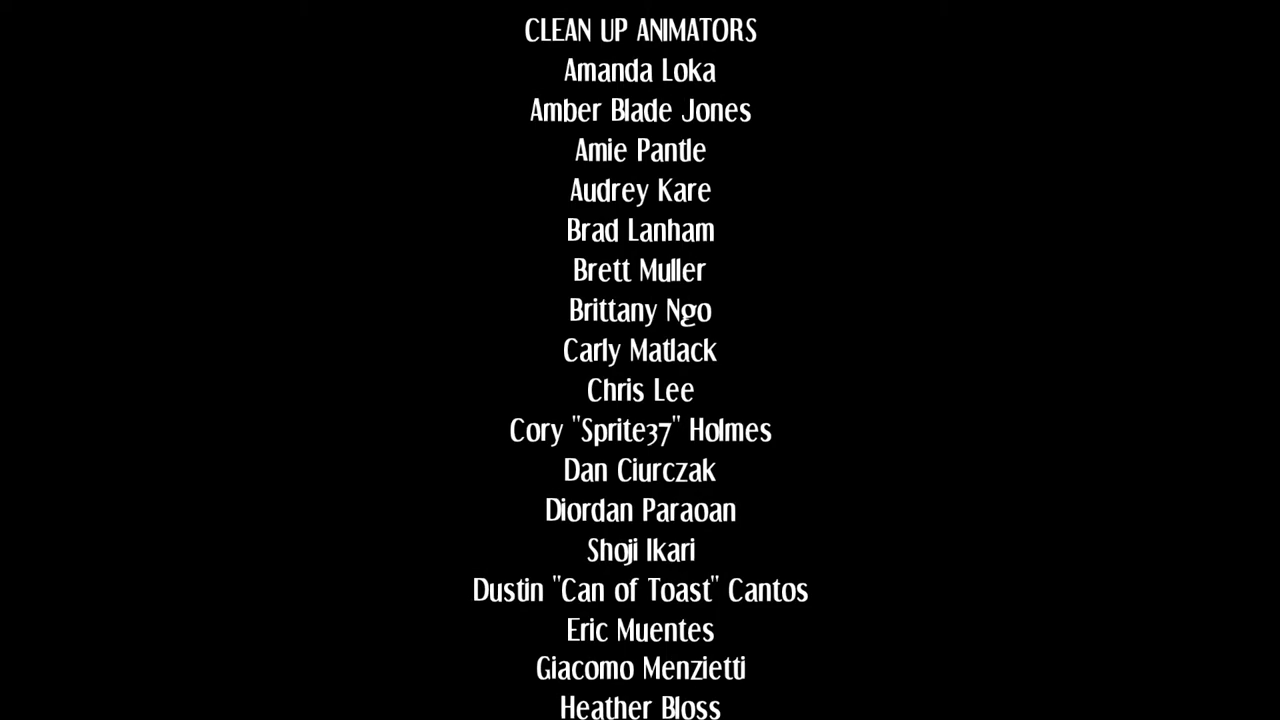 CLEAN UP ANIMATORS
Amanda Loka
Amber Blade Jones
Amie Pantle
Audrey Kare
Brad Lanham
Brett Muller
Brittany Ngo
Carly Matlack
Chris Lee
Cory "Sprite37" Holmes
Dan Ciurczak
Diordan Paraoan
Shoji Ikari
Dustin "Can of Toast" Cantos
Eric Muentes
Giacomo Menzietti
Heather Bloss